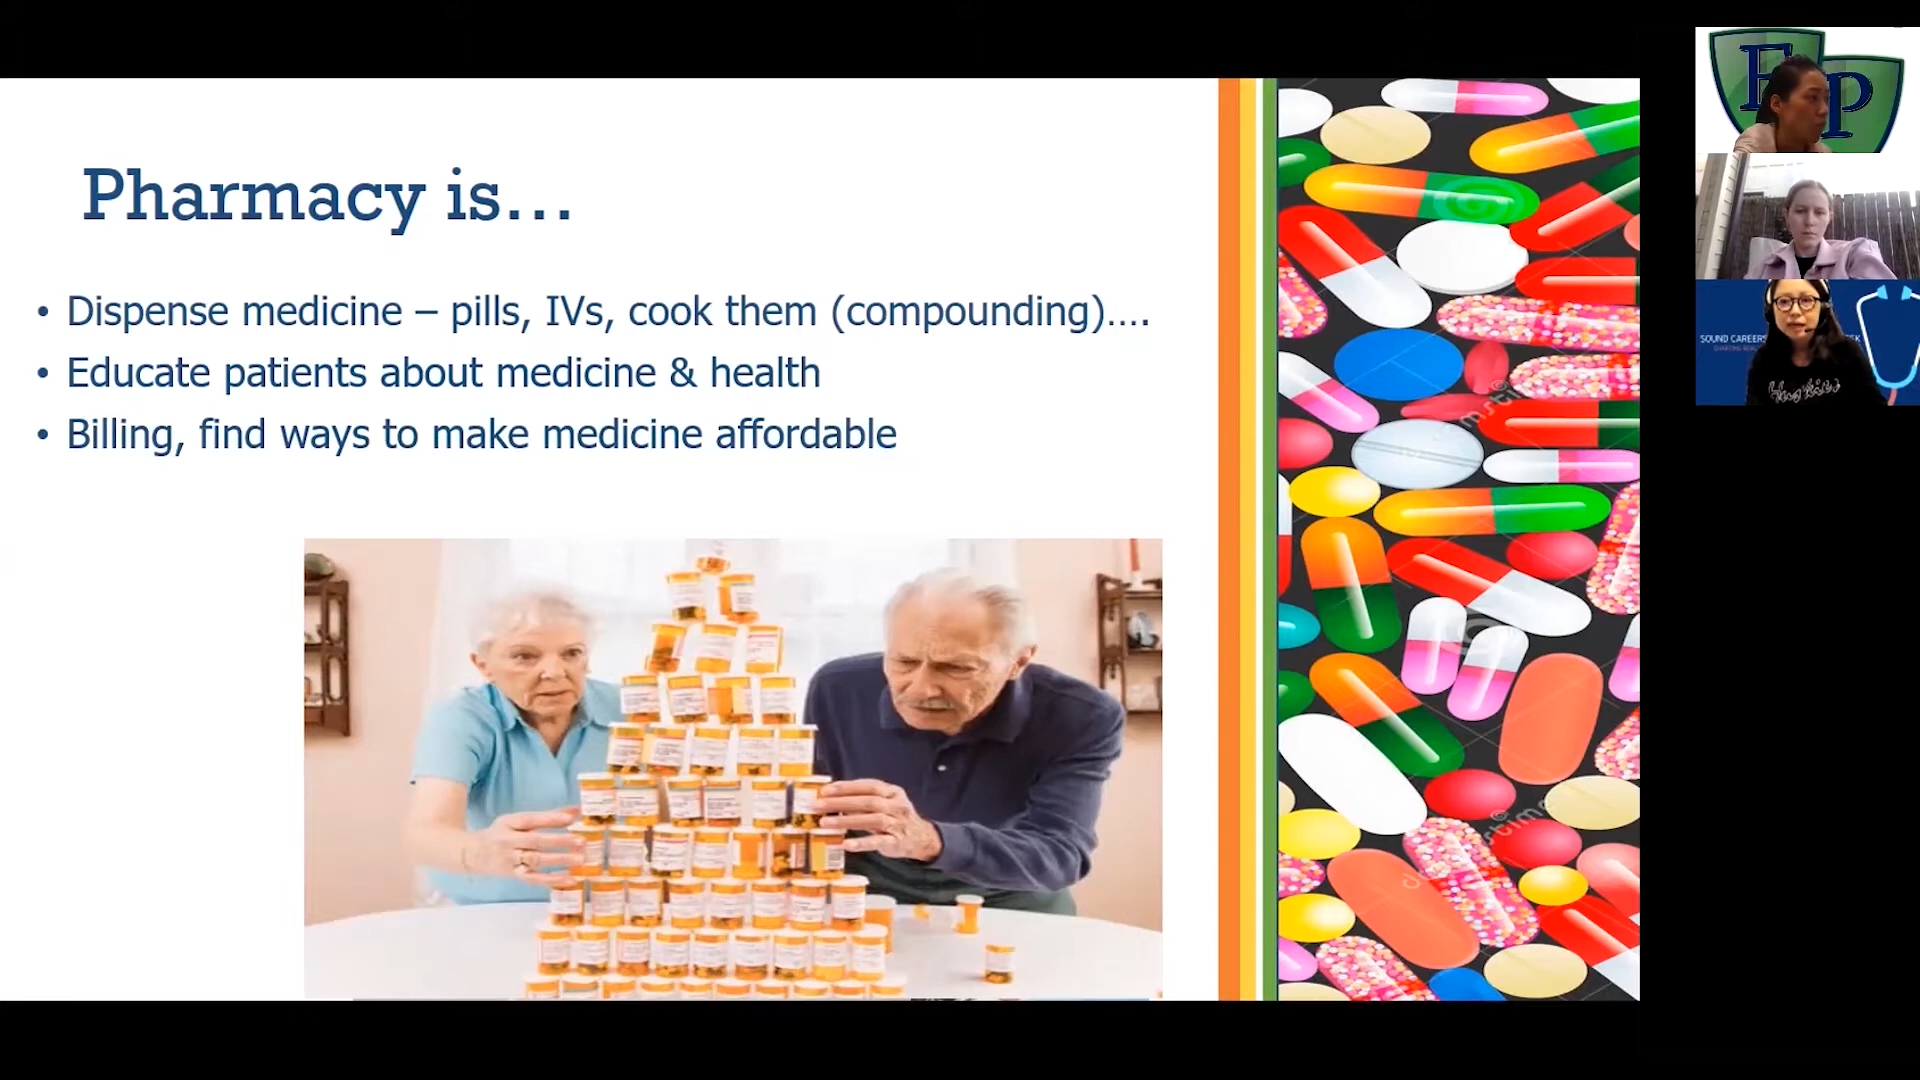 Pharmacy is...
• Dispense medicine – pills, IVs, cook them (compounding)....
• Educate patients about medicine & health
• Billing, find ways to make medicine affordable
SOUND CAREERS